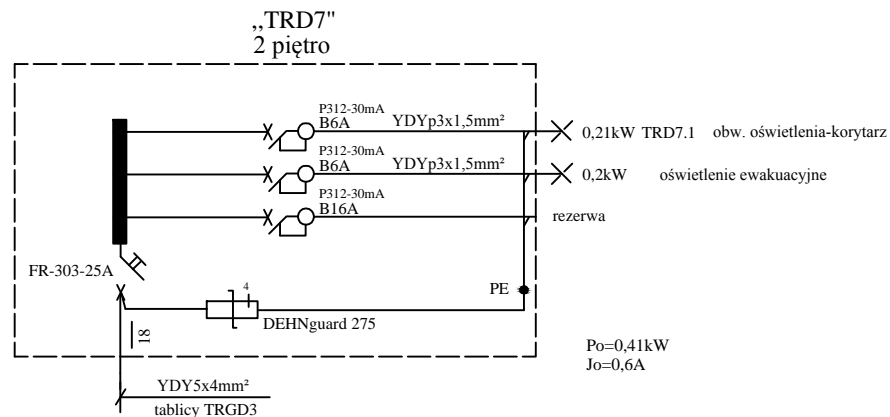 ,,TRD7"
2 piętro
P312-30mA
B6A YDYp3x1,5mm²
0,21kW TRD7.1 obw. oświetlenia-korytarz
P312-30mA
B6A YDYp3x1,5mm²
0,2kW oświetlenie ewakuacyjne
P312-30mA
B16A
rezerwa
FR-303-25A
PE
4
DEHNguard 275
18
Po=0,41kW
Jo=0,6A
YDY5x4mm²
tablicy TRGD3